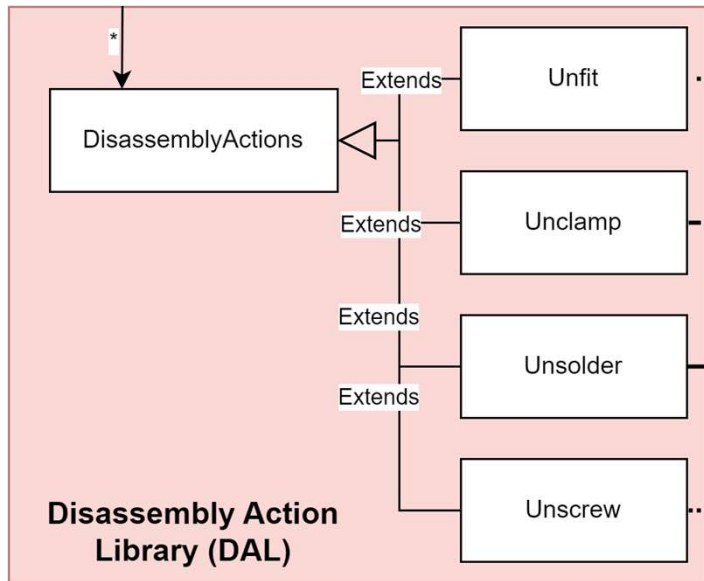 *
Extends
Unfit
DisassemblyActions
Extends
Unclamp
Extends
Unsolder
Extends
Unscrew
Disassembly Action
Library (DAL)